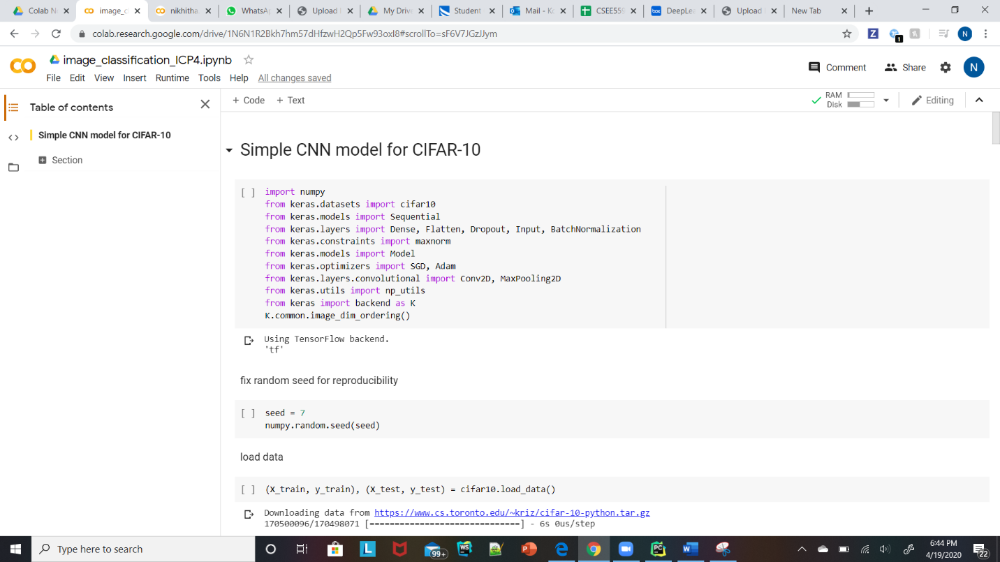 Colab N
image_c
nikhitha.
WhatsA
Upload
My Driv
Student
Mail - Ko
CSEE559
DeepLea
Upload
New Tab
colab.research.google.com/drive/1N6N1R2Bkh7hm57dHfzwH2Qp5Fw93oxI8#scrollTo=sF6V7JGzJJym
Z
1
N
image_classification_ICP4.ipynb
File Edit View Insert Runtime Tools Help All changes saved
Comment
Share
N
Table of contents
+ Code + Text
RAM
Disk
Editing
Simple CNN model for CIFAR-10
Section
Simple CNN model for CIFAR-10
[ ] import numpy
from keras.datasets import cifar10
from keras.models import Sequential
from keras.layers import Dense, Flatten, Dropout, Input, BatchNormalization
from keras.constraints import maxnorm
from keras.models import Model
from keras.optimizers import SGD, Adam
from keras.layers.convolutional import Conv2D, MaxPooling2D
from keras.utils import np_utils
from keras import backend as K
K.common.image_dim_ordering()
Using TensorFlow backend.
'tf'
fix random seed for reproducibility
[ ] seed = 7
numpy.random.seed(seed)
load data
[ ] (X_train, y_train), (X_test, y_test) = cifar10.load_data()
Downloading data from https://www.cs.toronto.edu/~kriz/cifar-10-python.tar.gz
170500096/170498071 [==============================] - 6s 0us/step
Type here to search
L
99+
WS
PC
W
6:44 PM
4/19/2020
22